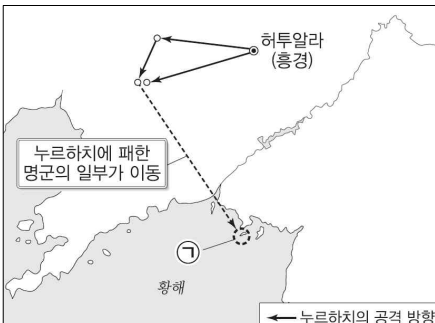 허투알라
(흥경)
누르하치에 패한
명군의 일부가 이동
㉠
황해
누르하치의 공격 방향